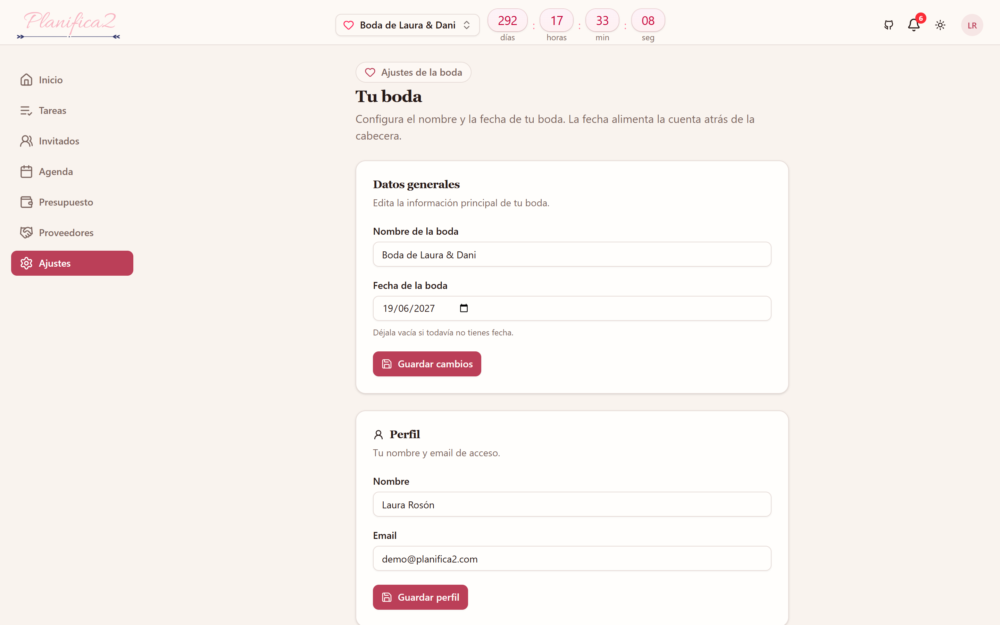 Planifica2
Boda de Laura & Dani
292 : 17 : 33 : 08
días horas min seg
6
LR
Inicio
Tareas
Invitados
Agenda
Presupuesto
Proveedores
Ajustes
Ajustes de la boda
Tu boda
Configura el nombre y la fecha de tu boda. La fecha alimenta la cuenta atrás de la
cabecera.
Datos generales
Edita la información principal de tu boda.
Nombre de la boda
Boda de Laura & Dani
Fecha de la boda
19/06/2027
Déjala vacía si todavía no tienes fecha.
Guardar cambios
Perfil
Tu nombre y email de acceso.
Nombre
Laura Rosón
Email
demo@planifica2.com
Guardar perfil